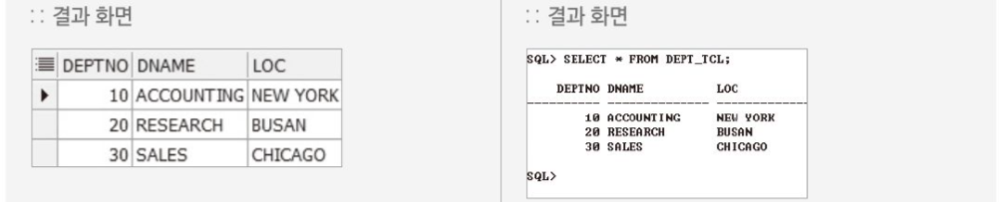 :: 결과 화면
DEPTNO DNAME LOC
10 ACCOUNTING NEW YORK
20 RESEARCH BUSAN
30 SALES CHICAGO
:: 결과 화면
SQL> SELECT * FROM DEPT_TCL;
DEPTNO DNAME LOC
---------- -------------- -------------
10 ACCOUNTING NEW YORK
20 RESEARCH BUSAN
30 SALES CHICAGO
SQL>